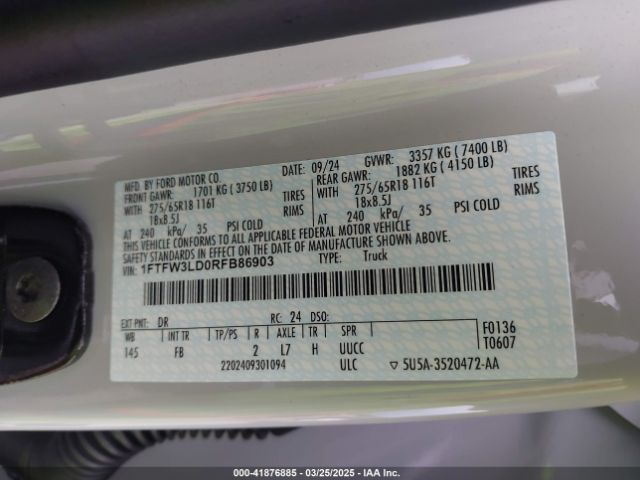 MFD. BY FORD MOTOR CO.
DATE: 09/24 GVWR: 3357 KG ( 7400 LB)
FRONT GAWR: 1701 KG ( 3750 LB)
REAR GAWR: 1882 KG ( 4150 LB)
WITH 275/65R18 116T TIRES
WITH 275/65R18 116T TIRES
18x8.5J RIMS
18x8.5J RIMS
AT 240 kPa/ 35 PSI COLD
AT 240 kPa/ 35 PSI COLD
THIS VEHICLE CONFORMS TO ALL APPLICABLE FEDERAL MOTOR VEHICLE
SAFETY STANDARDS IN EFFECT ON THE DATE OF MANUFACTURE SHOWN ABOVE.
VIN: 1FTFW3LD0RFB86903 TYPE: Truck
EXT PNT: DR RC: 24 DSO: F0136
WB INT TR TP/PS R AXLE TR SPR T0607
145 FB 2 L7 H UUCC
2202409301094 ULC ▽ 5U5A-3520472-AA
000-41876885 | 03/25/2025 - IAA